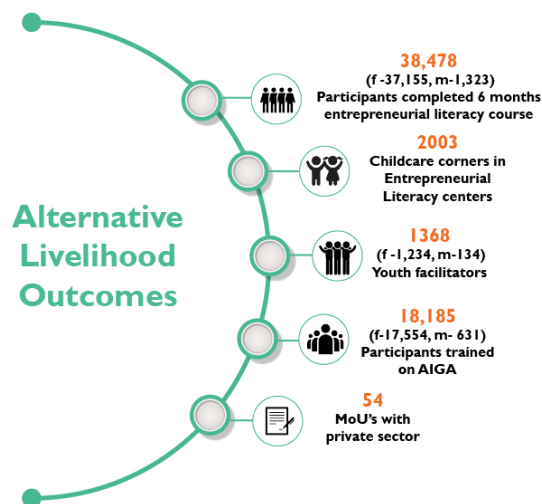 Alternative
Livelihood
Outcomes
38,478
(f -37,155, m-1,323)
Participants completed 6 months
entrepreneurial literacy course
2003
Childcare corners in
Entrepreneurial
Literacy centers
1368
(f -1,234, m-134)
Youth facilitators
18,185
(f-17,554, m- 631)
Participants trained
on AIGA
54
MoU's with
private sector